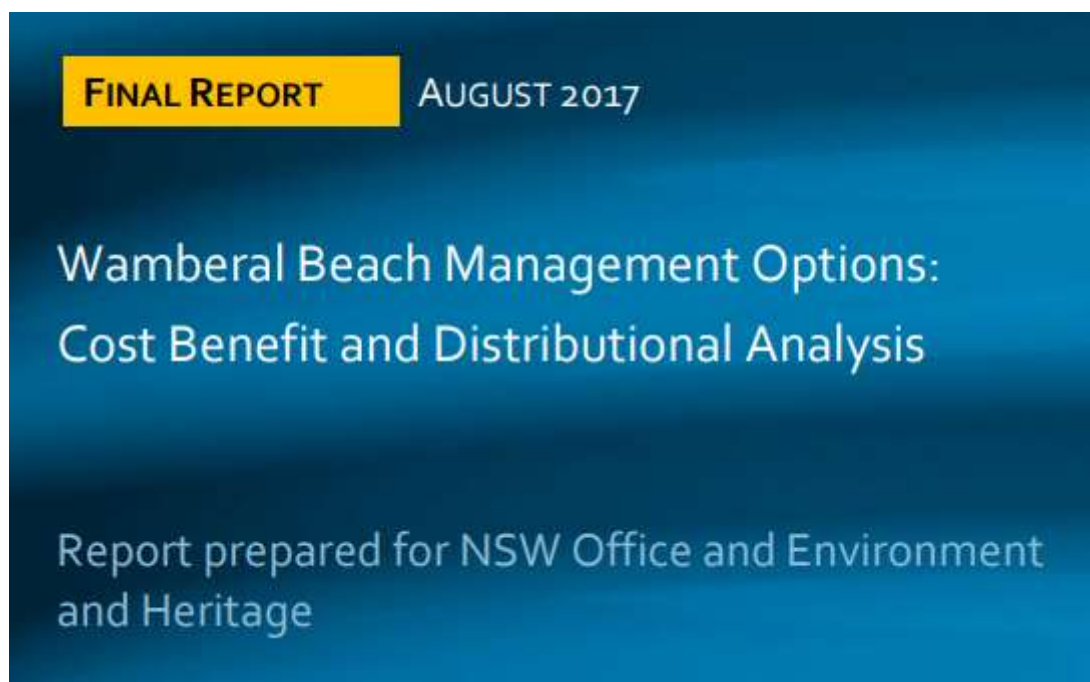 FINAL REPORT AUGUST 2017
Wamberal Beach Management Options:
Cost Benefit and Distributional Analysis
Report prepared for NSW Office and Environment
and Heritage